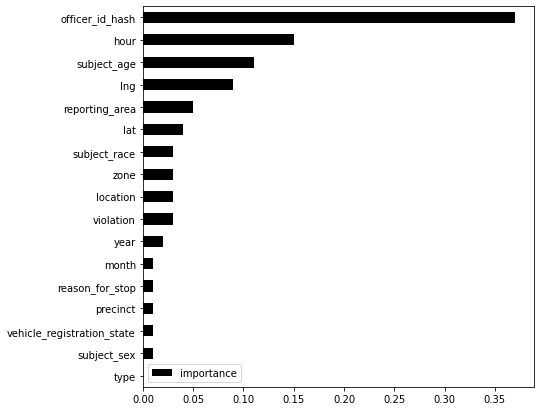 officer_id_hash
hour
subject_age
lng
reporting_area
lat
subject_race
zone
location
violation
year
month
reason_for_stop
precinct
vehicle_registration_state
subject_sex
type
importance
0.00 0.05 0.10 0.15 0.20 0.25 0.30 0.35